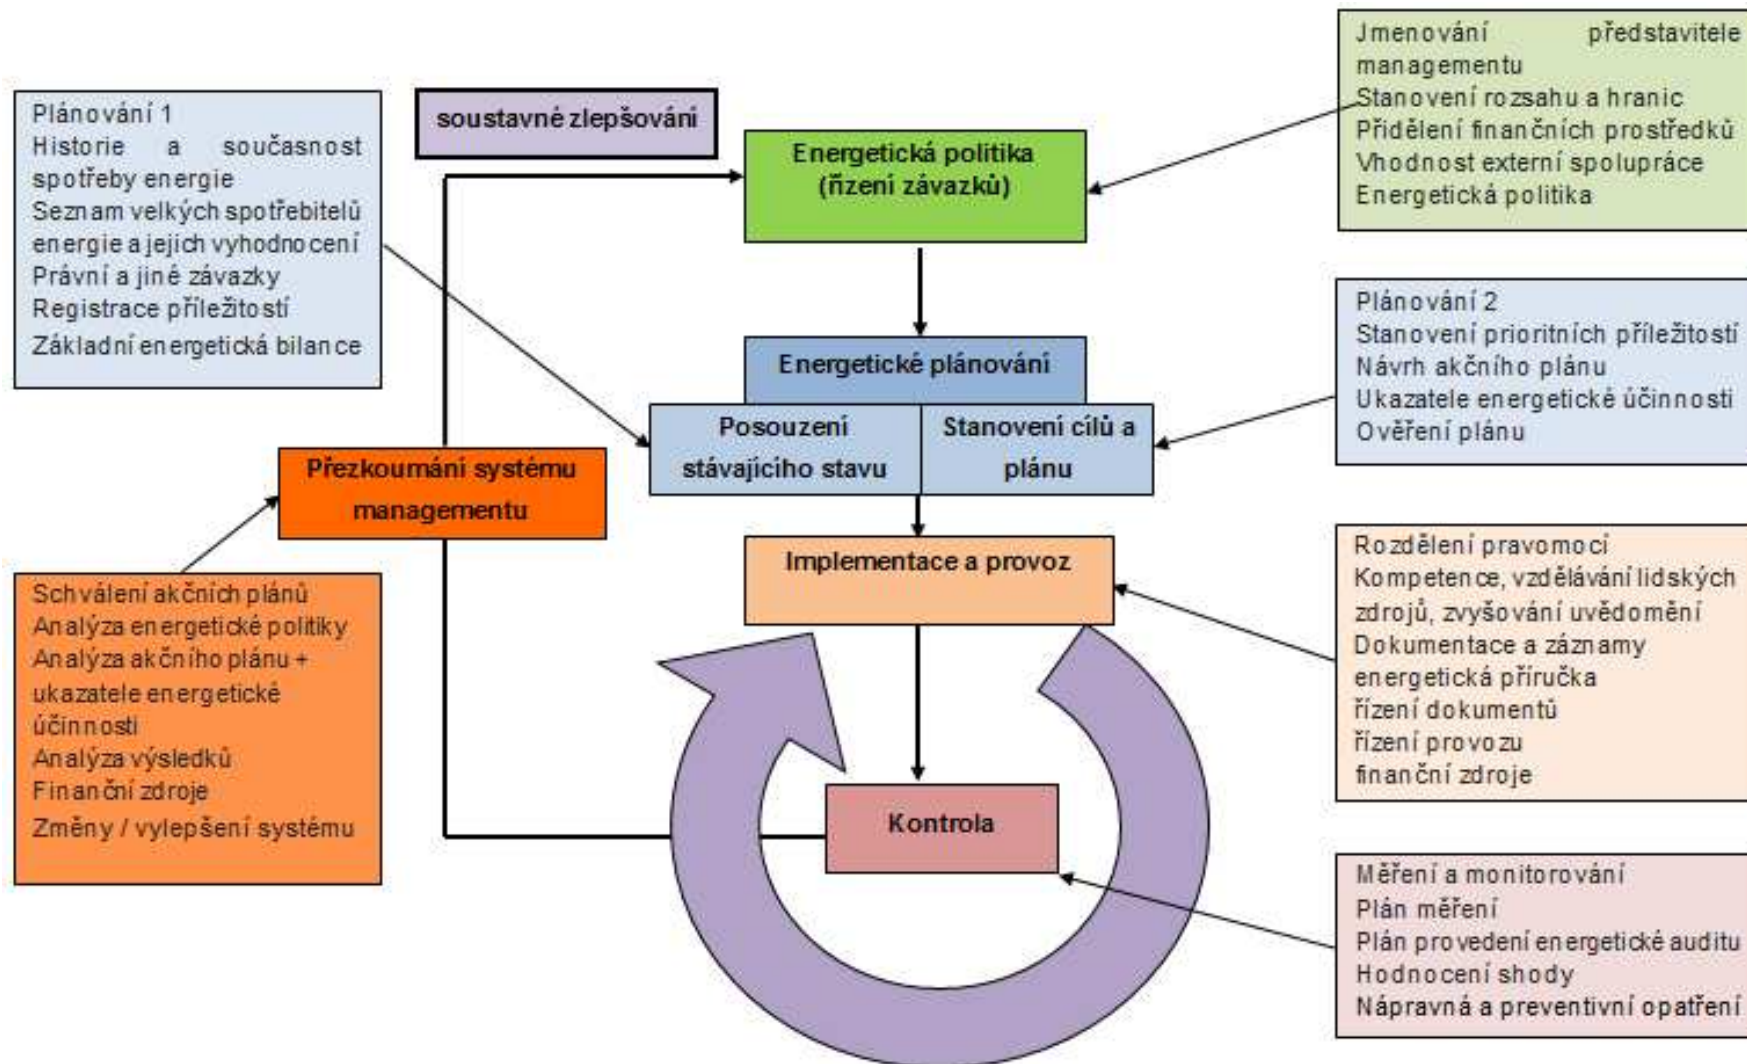 Plánování 1
Historie a současnost
spotřeby energie
Seznam velkých spotřebitelů
energie a jejich vyhodnocení
Právní a jiné závazky
Registrace příležitostí
Základní energetická bilance
soustavné zlepšování
Energetická politika
(řízení závazků)
Jmenování představitele
managementu
Stanovení rozsahu a hranic
Přidělení finančních prostředků
Vhodnost externí spolupráce
Energetická politika
Energetické plánování
Posouzení
stávajícího stavu
Stanovení cílů a
plánu
Plánování 2
Stanovení prioritních příležitostí
Návrh akčního plánu
Ukazatele energetické účinnosti
Ověření plánu
Přezkoumání systému
managementu
Implementace a provoz
Rozdělení pravomocí
Kompetence, vzdělávání lidských
zdrojů, zvyšování uvědomění
Dokumentace a záznamy
energetická příručka
řízení dokumentů
řízení provozu
finanční zdroje
Schválení akčních plánů
Analýza energetické politiky
Analýza akčního plánu +
ukazatele energetické
účinnosti
Analýza výsledků
Finanční zdroje
Změny / vylepšení systému
Kontrola
Měření a monitorování
Plán měření
Plán provedení energetické auditu
Hodnocení shody
Nápravná a preventivní opatření